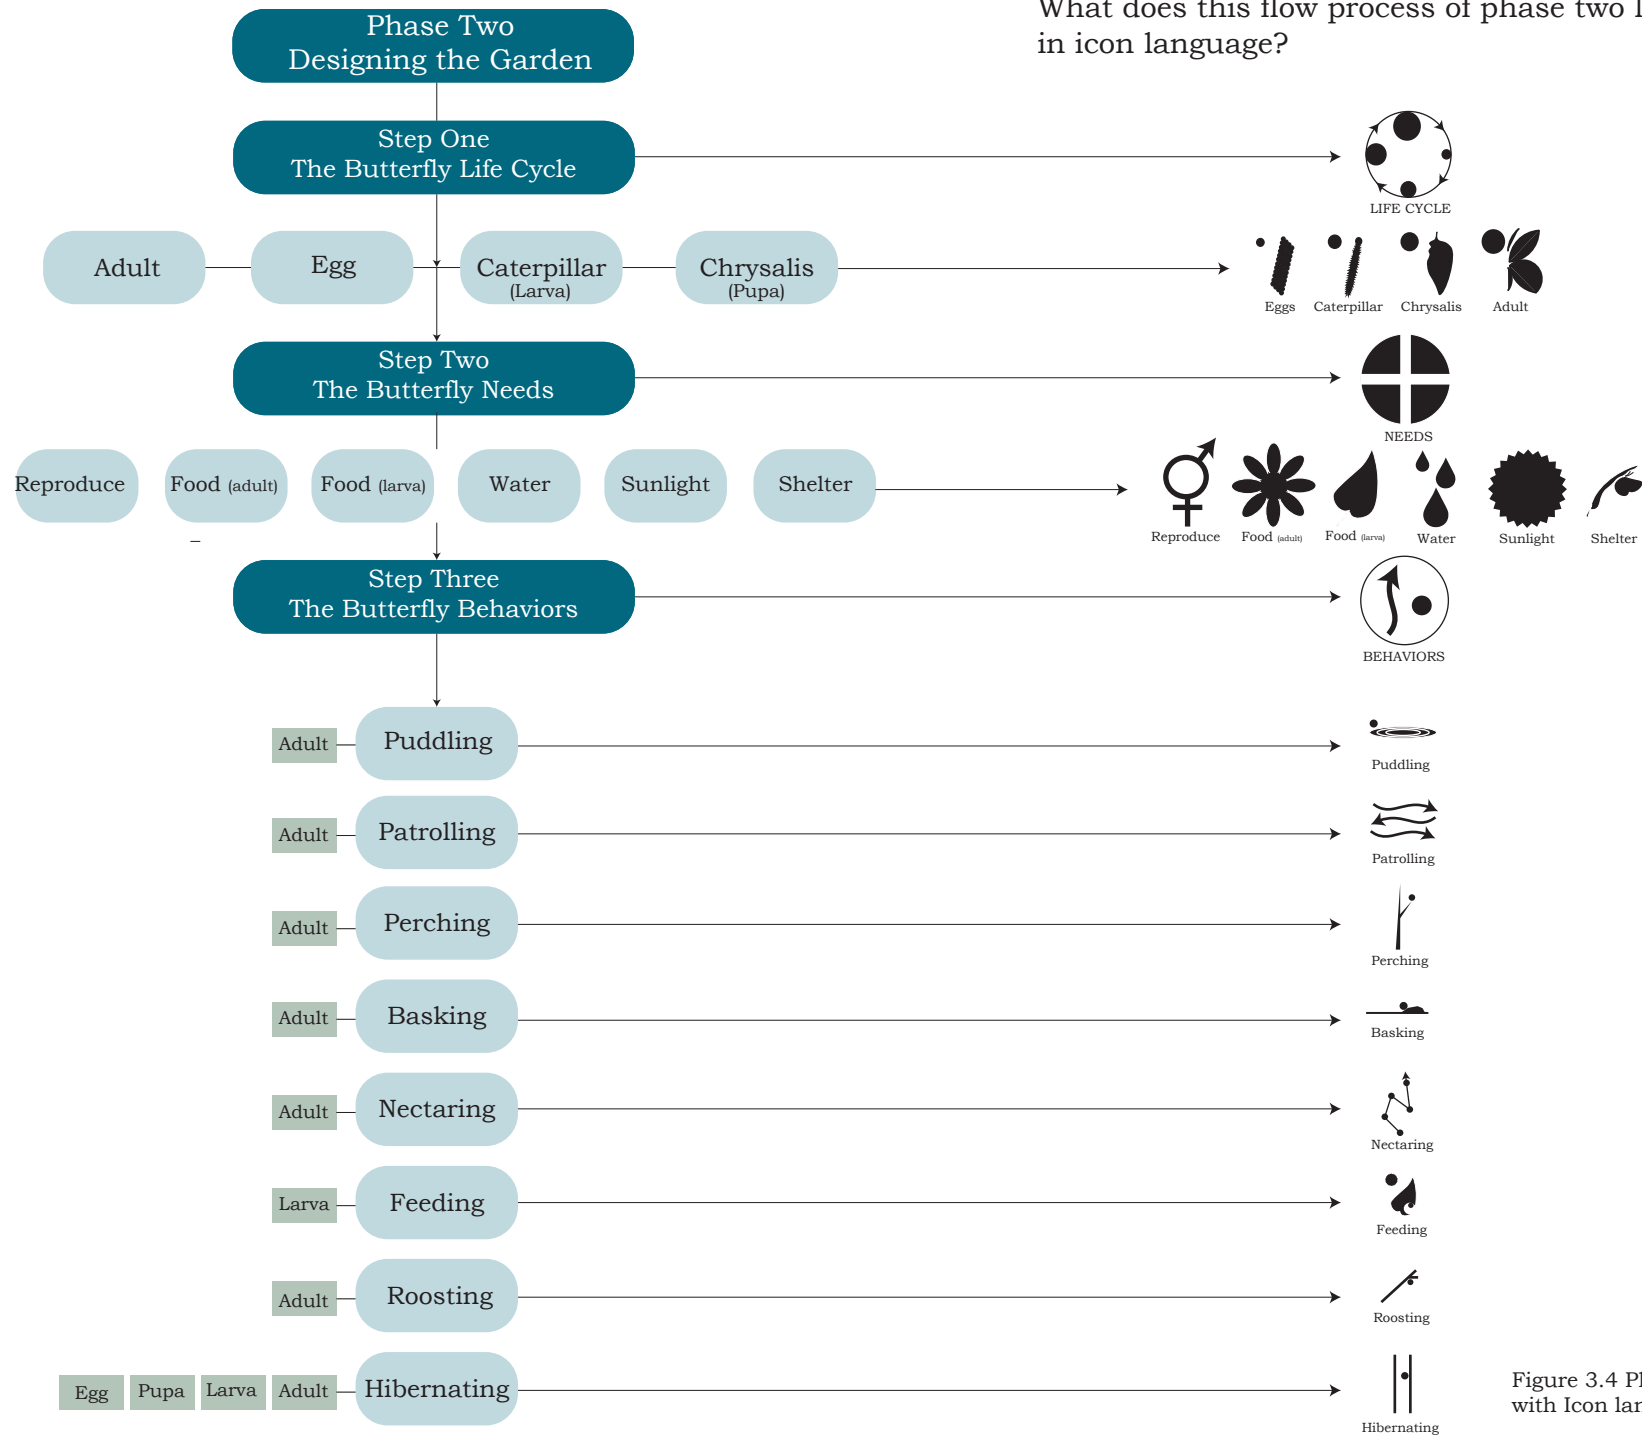 What does this flow process of phase two
in icon language?
Phase Two
Designing the Garden
Step One
The Butterfly Life Cycle
LIFE CYCLE
Adult
Egg
Caterpillar
(Larva)
Chrysalis
(Pupa)
Eggs
Caterpillar
Chrysalis
Adult
Step Two
The Butterfly Needs
NEEDS
Reproduce
Food (adult)
Food (larva)
Water
Sunlight
Shelter
Reproduce
Food (adult)
Food (larva)
Water
Sunlight
Shelter
Step Three
The Butterfly Behaviors
BEHAVIORS
Adult
Puddling
Puddling
Adult
Patrolling
Patrolling
Adult
Perching
Perching
Adult
Basking
Basking
Adult
Nectaring
Nectaring
Larva
Feeding
Feeding
Adult
Roosting
Roosting
Egg
Pupa
Larva
Adult
Hibernating
Hibernating
Figure 3.4
with Icon